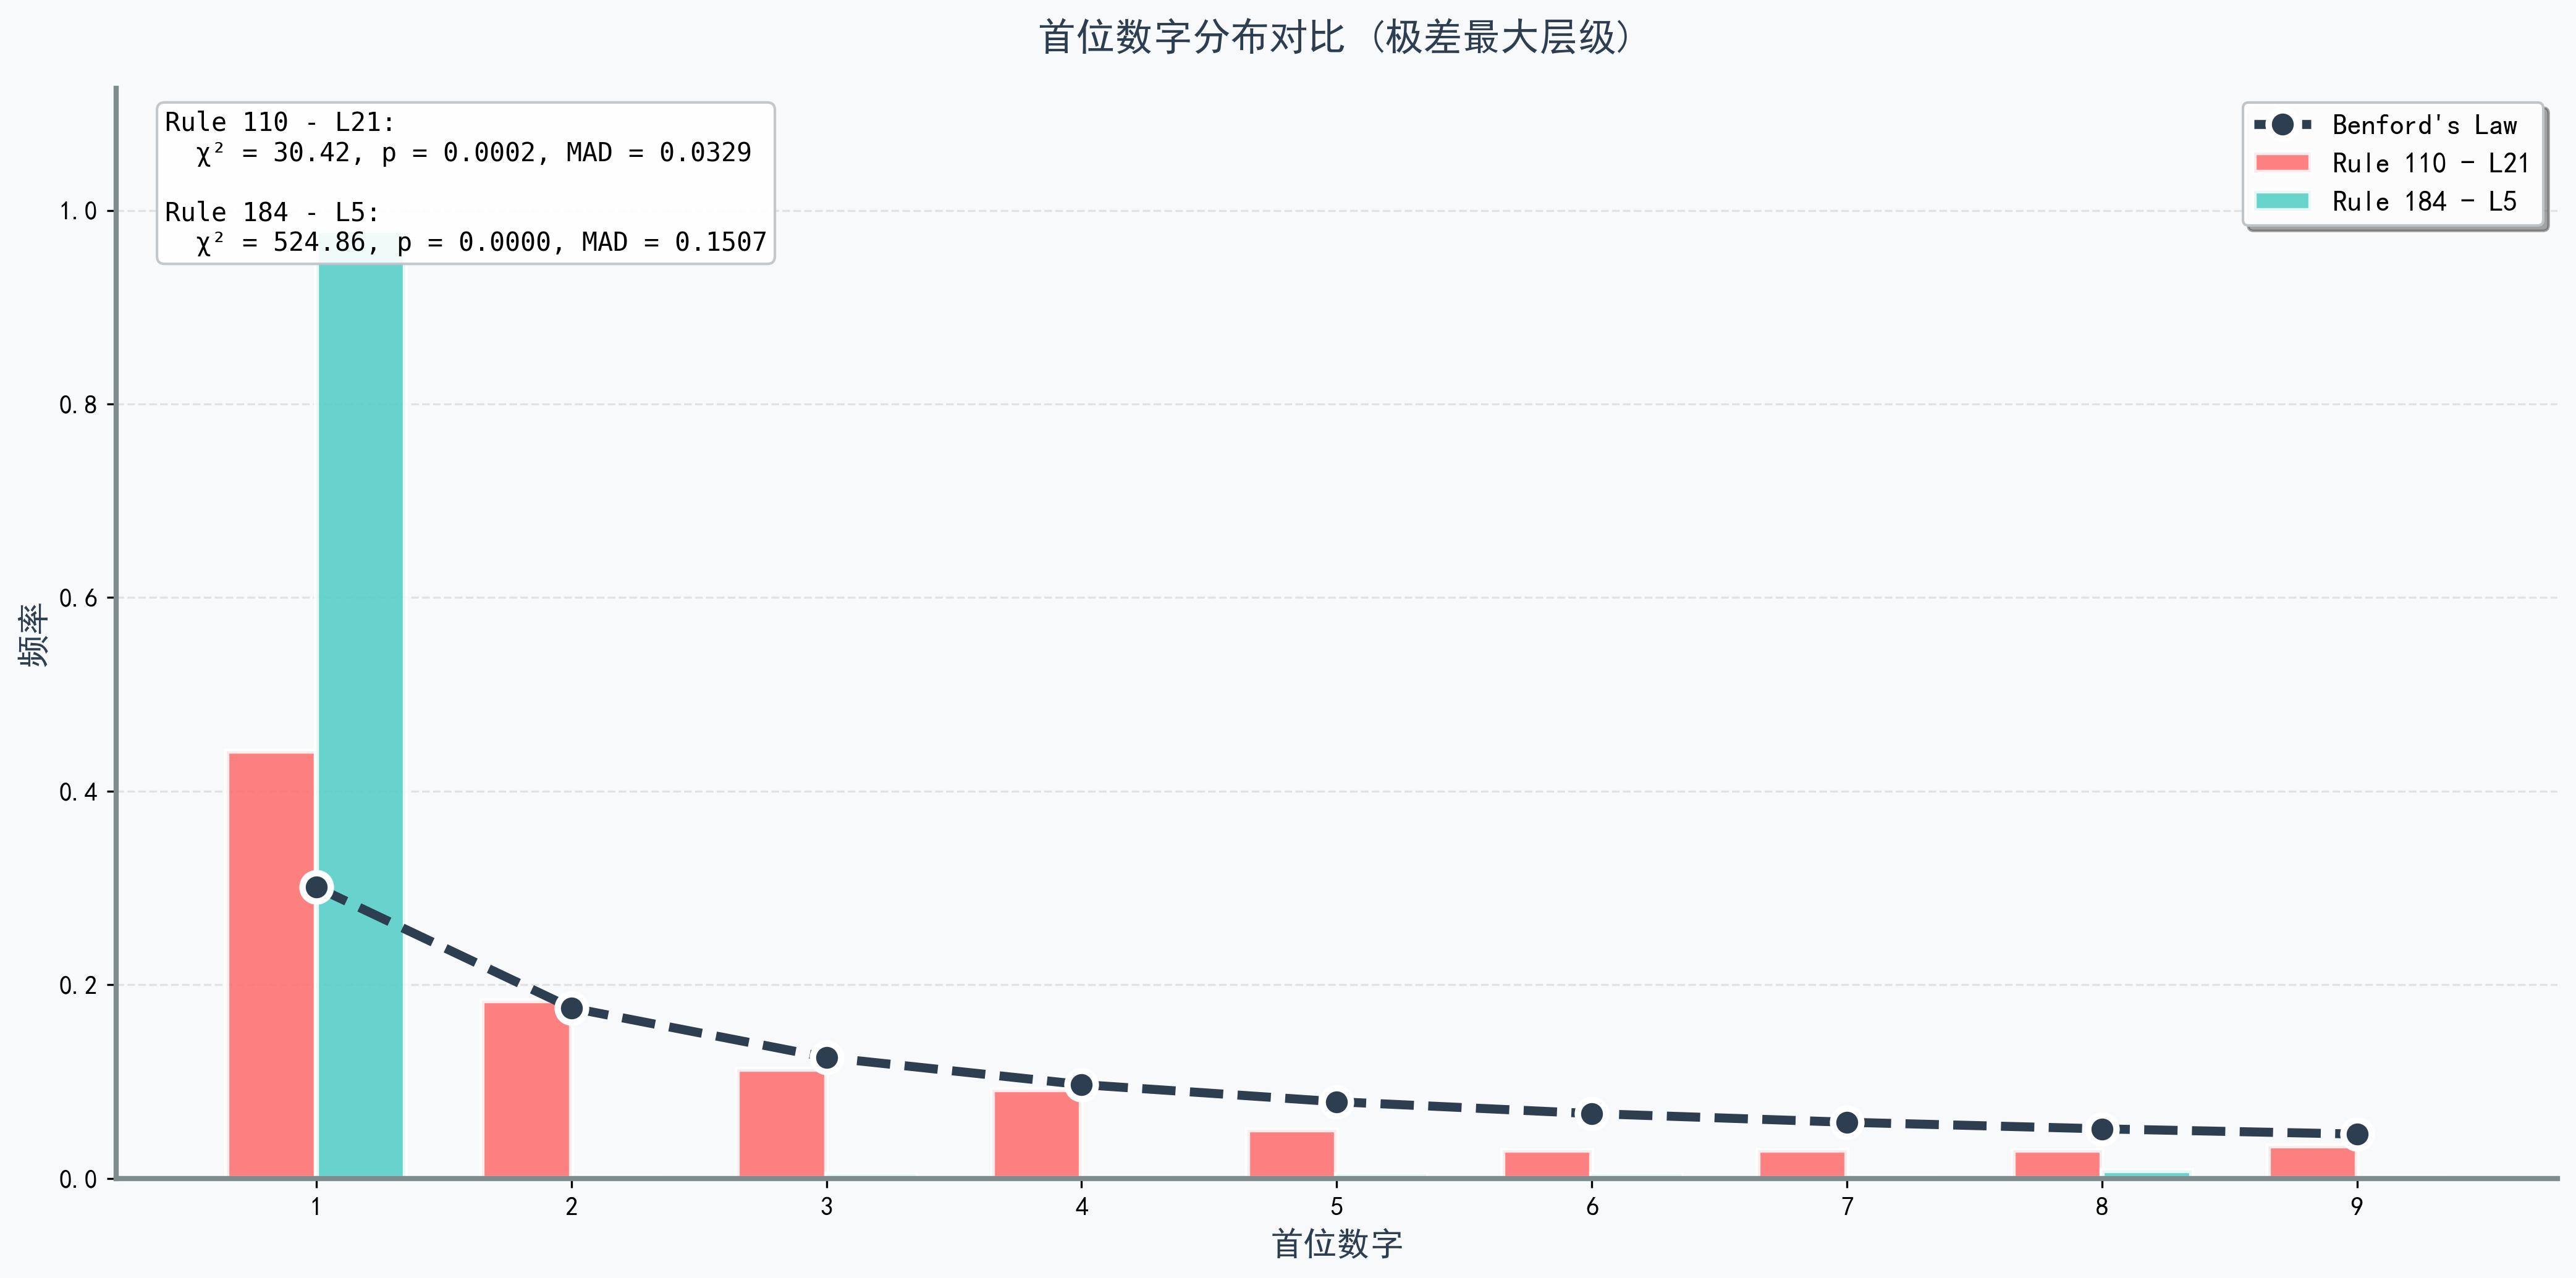 首位数字分布对比 (极差最大层级)
Rule 110 - L21:
χ² = 30.42, p = 0.0002, MAD = 0.0329
Rule 184 - L5:
χ² = 524.86, p = 0.0000, MAD = 0.1507
Benford's Law
Rule 110 - L21
Rule 184 - L5
频率
1.0
0.8
0.6
0.4
0.2
0.0
1 2 3 4 5 6 7 8 9
首位数字